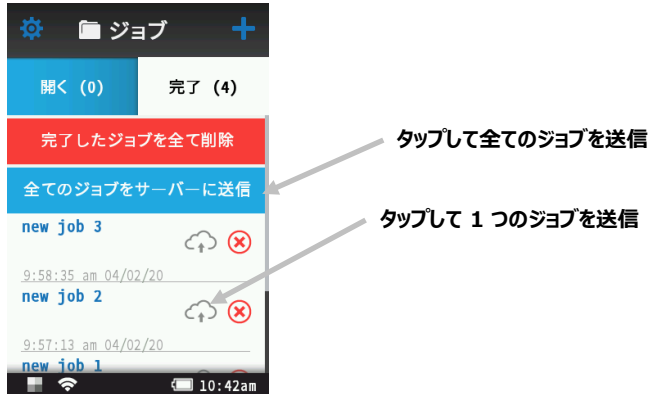 ジョブ
開く (0)
完了 (4)
完了したジョブを全て削除
タップして全てのジョブを送信
全てのジョブをサーバーに送信
new job 3
タップして 1 つのジョブを送信
9:58:35 am 04/02/20
new job 2
9:57:13 am 04/02/20
new job 1
10:42am